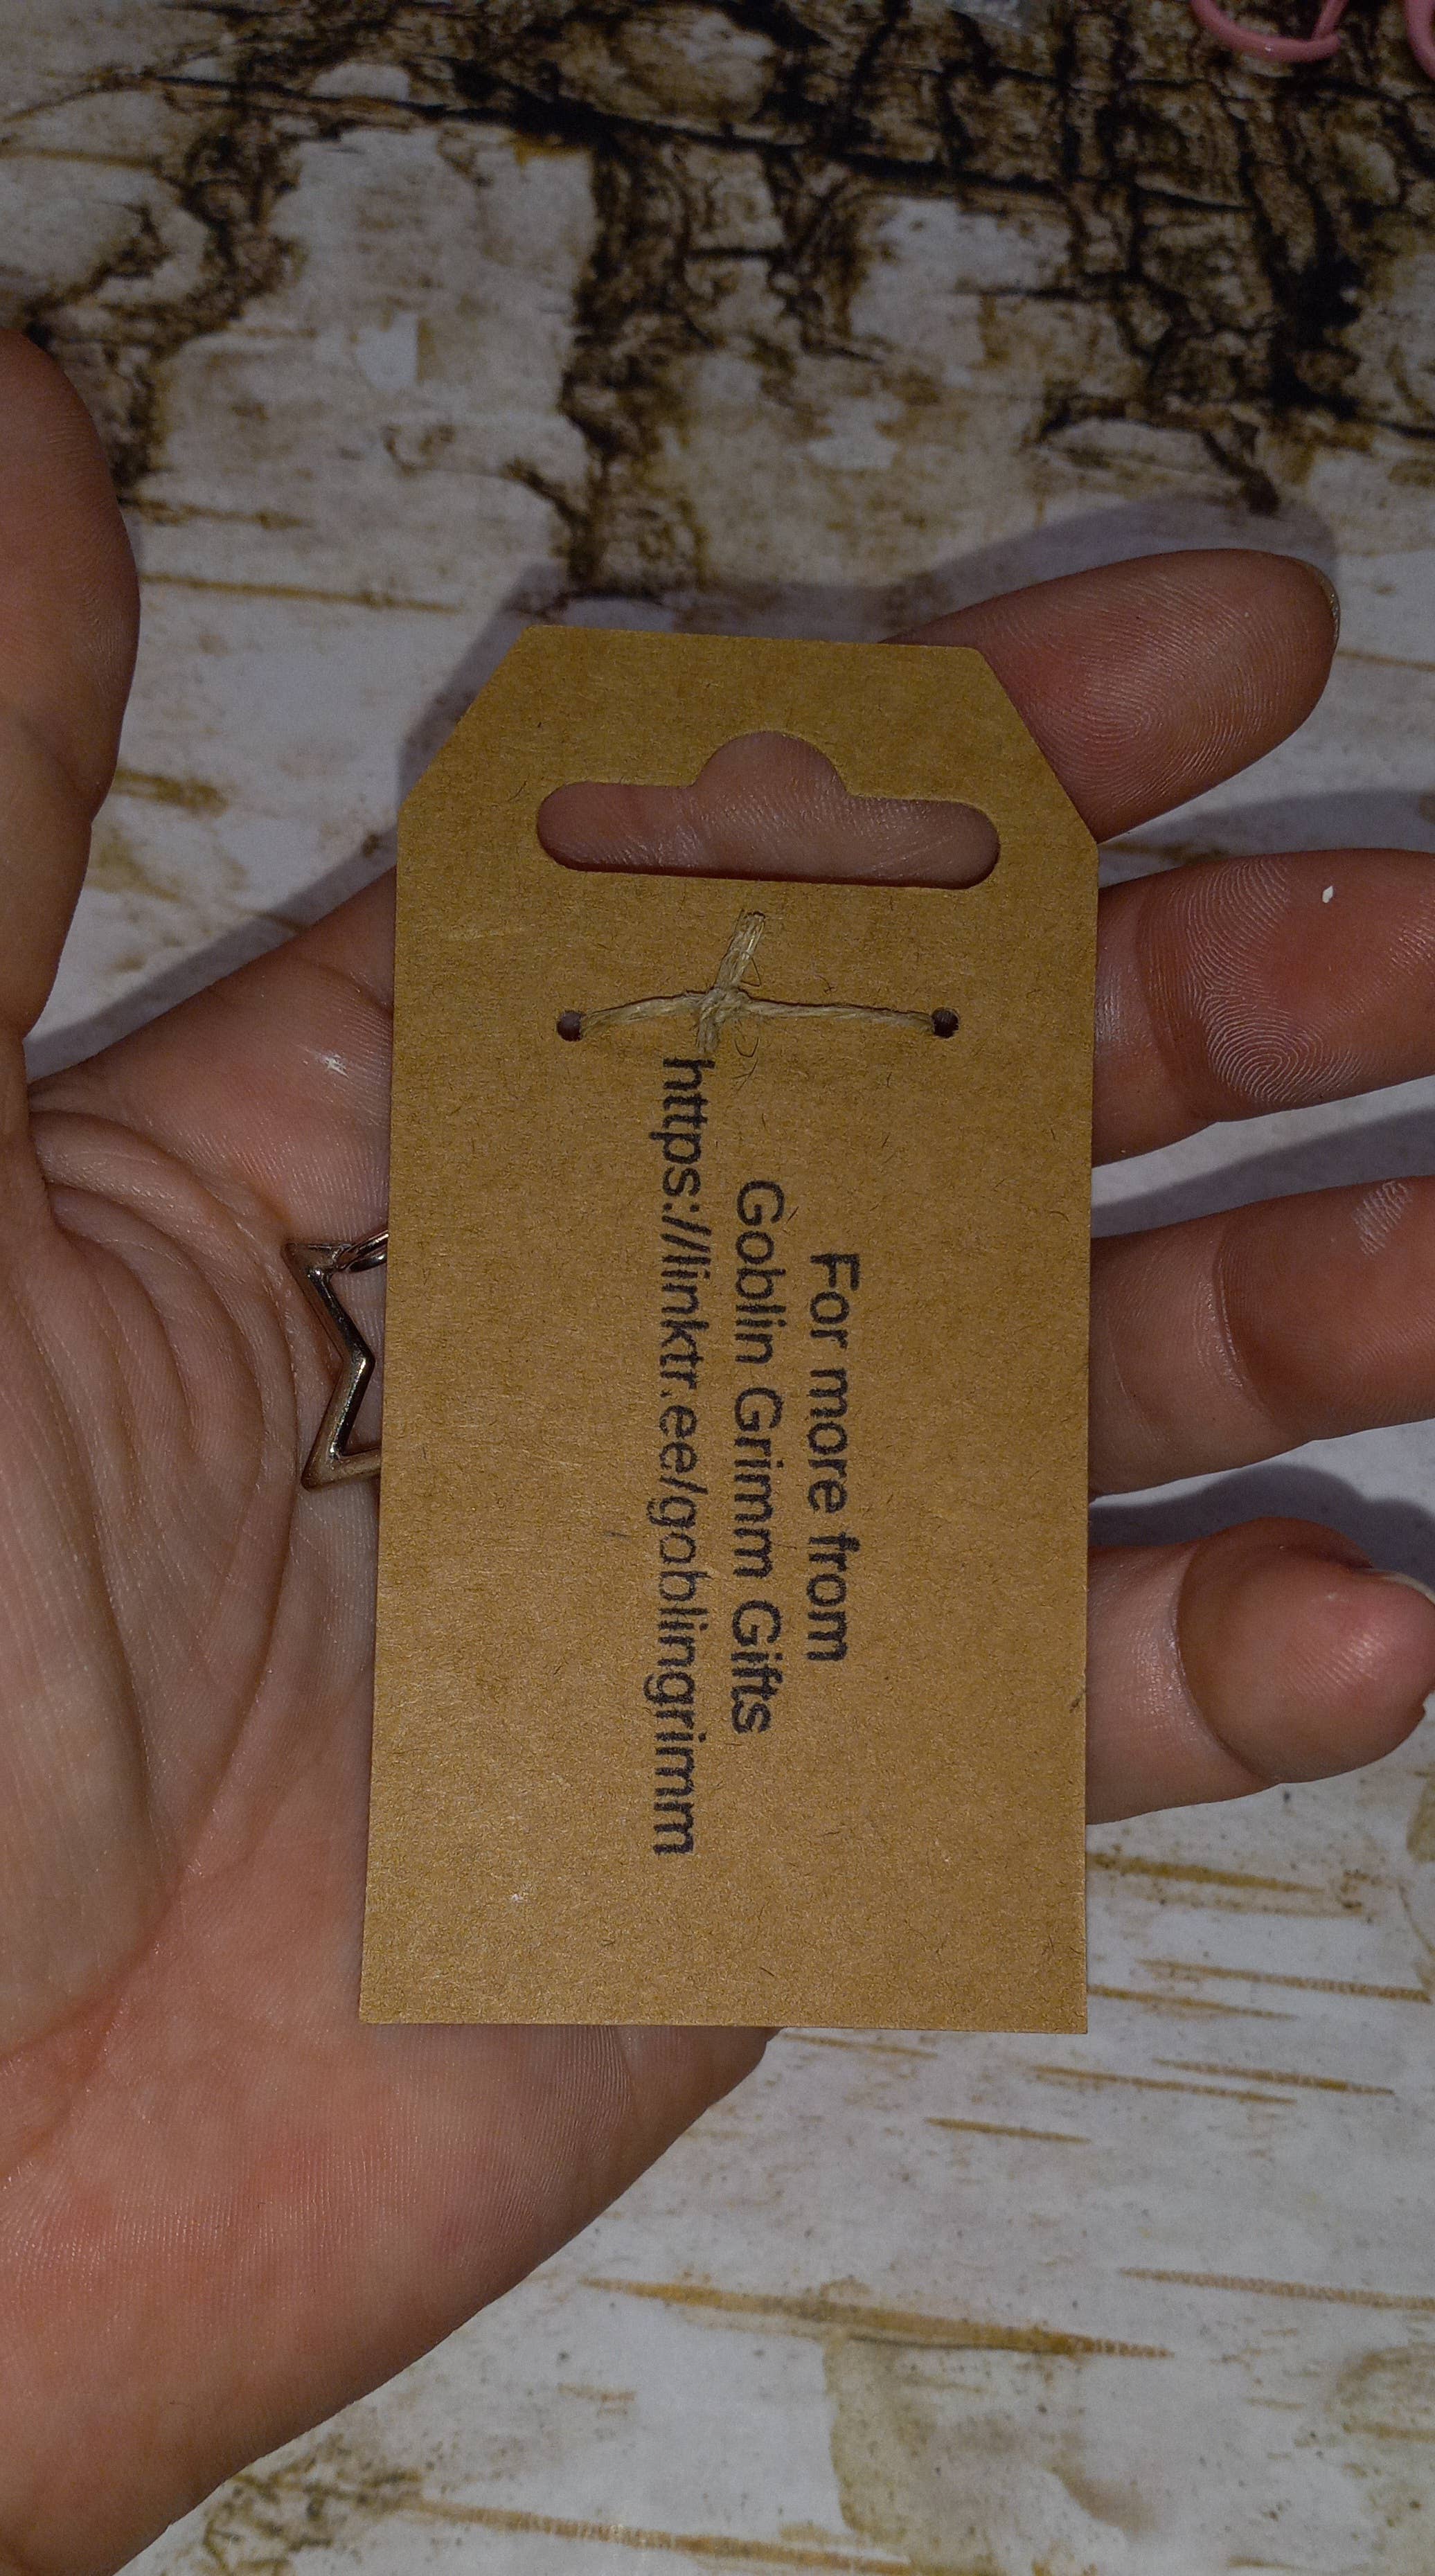 For more from
Goblin Grimm Gifts
https://linktr.ee/goblingrimm